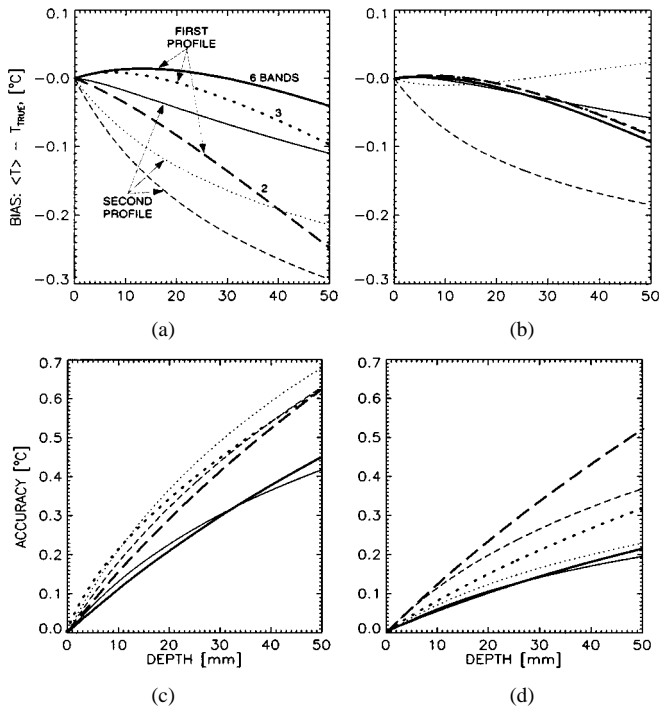 0.1
-0.0
-0.1
-0.2
-0.3
BIAS: <T> - T_TRUE, [°C]
FIRST
PROFILE
6 BANDS
3
2
SECOND
PROFILE
0 10 20 30 40 50
(a)
0.1
-0.0
-0.1
-0.2
-0.3
0 10 20 30 40 50
(b)
0.7
0.6
0.5
0.4
0.3
0.2
0.1
0.0
ACCURACY [°C]
0 10 20 30 40 50
DEPTH [mm]
(c)
0.7
0.6
0.5
0.4
0.3
0.2
0.1
0.0
0 10 20 30 40 50
DEPTH [mm]
(d)